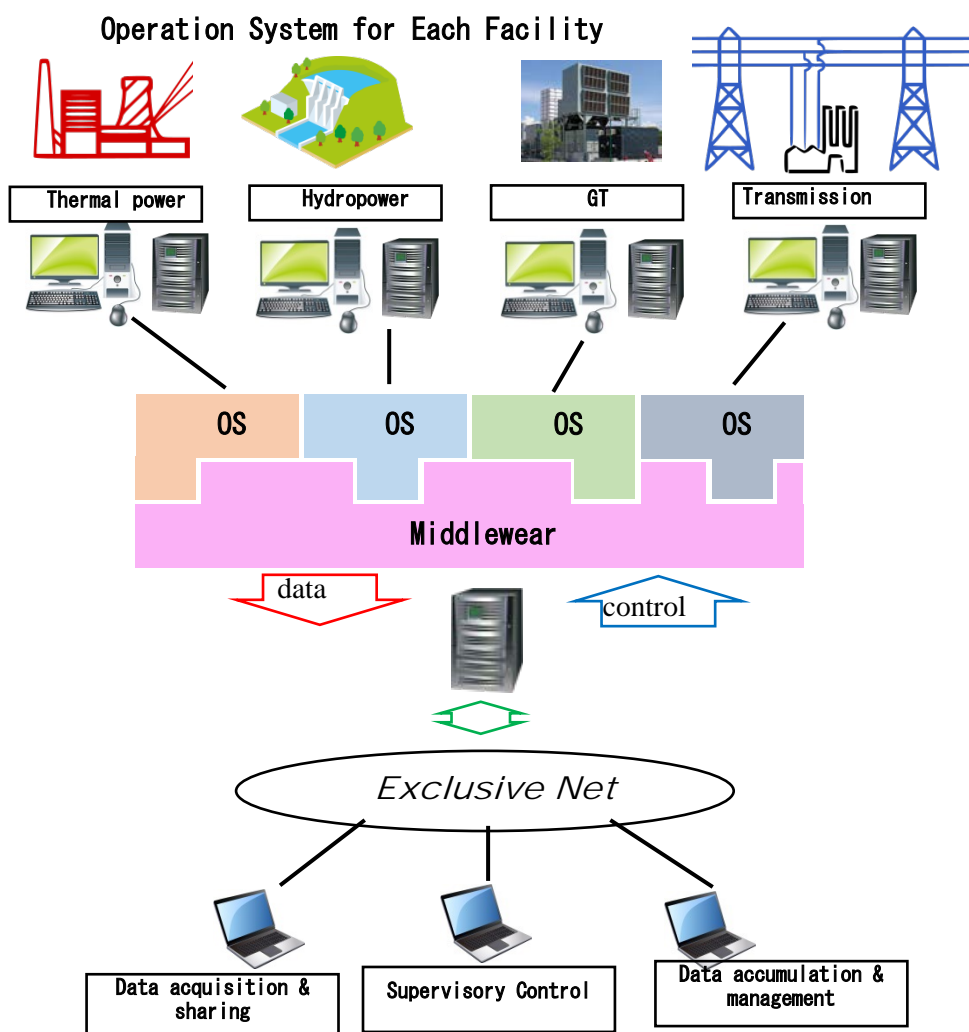 Operation System for Each Facility
Thermal power
Hydropower
GT
Transmission
OS
OS
OS
OS
Middlewear
data
control
Exclusive Net
Data acquisition &
sharing
Supervisory Control
Data accumulation &
management